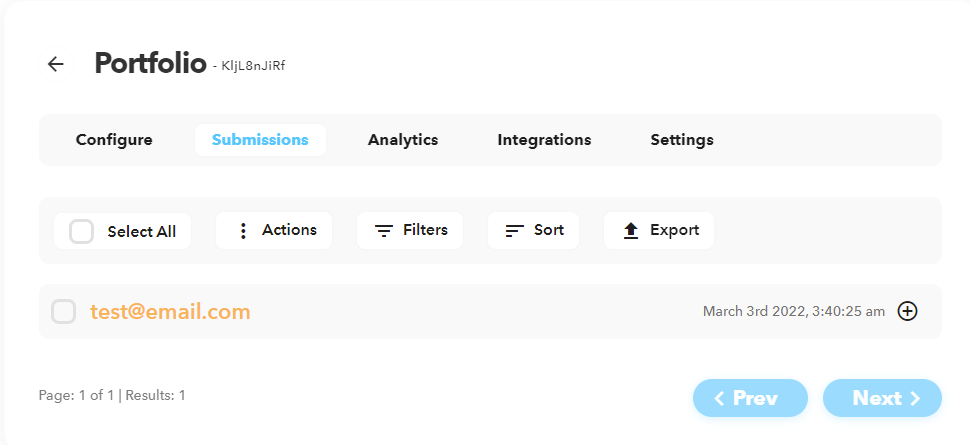 Portfolio - KljL8nJiRf
Configure Submissions Analytics Integrations Settings
Select All Actions Filters Sort Export
test@email.com March 3rd 2022, 3:40:25 am
Page: 1 of 1 | Results: 1 Prev Next